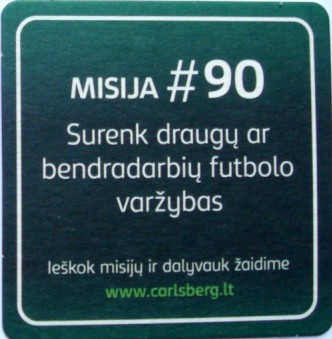 MISIJA #90
Surenk draugų ar
bendradarbių futbolo
varžybas
Ieškok misijų ir dalyvauk žaidime
www.carlsberg.lt